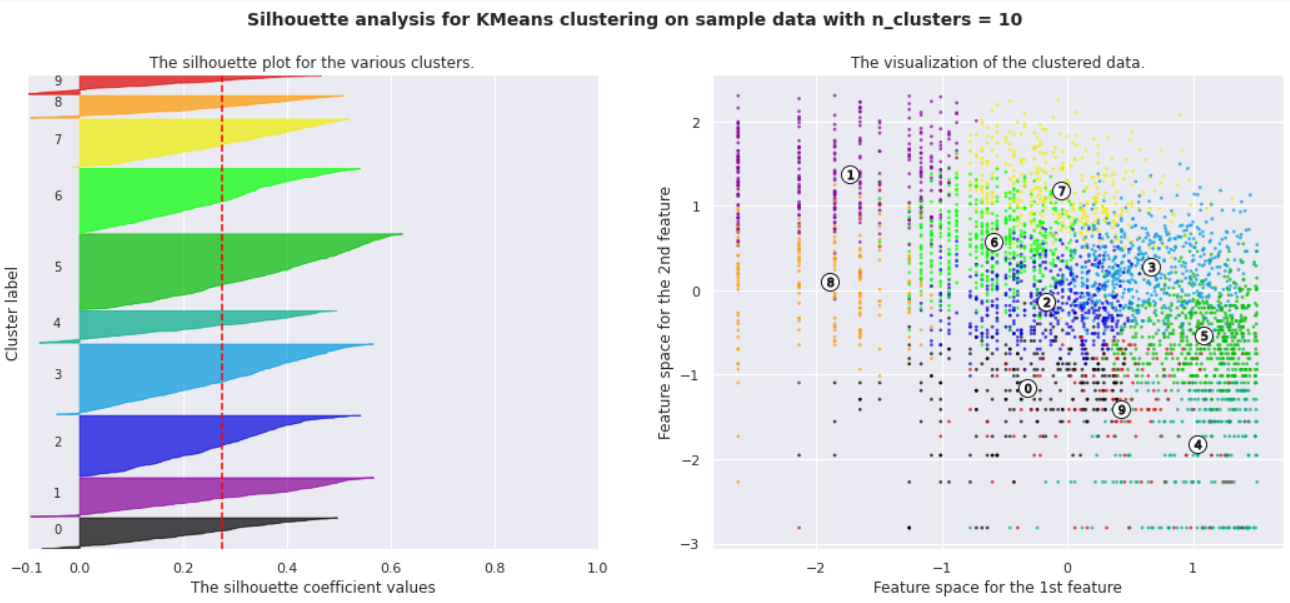 Silhouette analysis for KMeans clustering on sample data with n_clusters = 10
The silhouette plot for the various clusters.
Cluster label
9
8
7
6
5
4
3
2
1
0
−0.1 0.0 0.2 0.4 0.6 0.8 1.0
The silhouette coefficient values
The visualization of the clustered data.
Feature space for the 2nd feature
2
1
0
−1
−2
−3
1
7
6
3
8
2
5
0
9
4
−2 −1 0 1
Feature space for the 1st feature